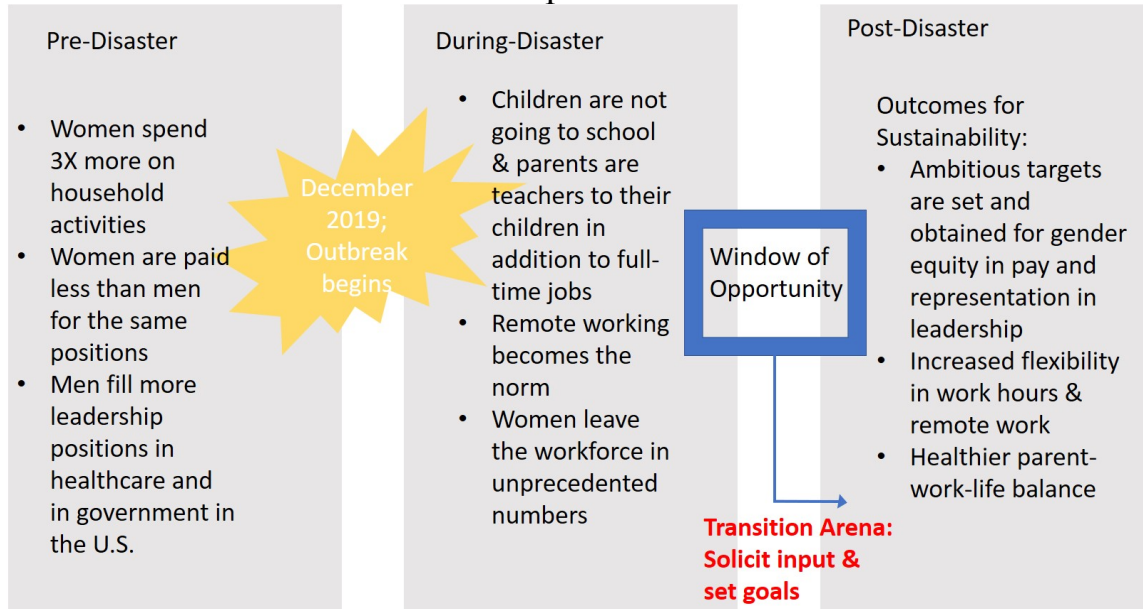 Pre-Disaster
• Women spend
3X more on
household
activities
• Women are paid
less than men
for the same
positions
• Men fill more
leadership
positions in
healthcare and
in government in
the U.S.
December
2019;
Outbreak
begins
During-Disaster
• Children are not
going to school
& parents are
teachers to their
children in
addition to full-
time jobs
• Remote working
becomes the
norm
• Women leave
the workforce in
unprecedented
numbers
Window of
Opportunity
Transition Arena:
Solicit input &
set goals
Post-Disaster
Outcomes for
Sustainability:
• Ambitious targets
are set and
obtained for gender
equity in pay and
representation in
leadership
• Increased flexibility
in work hours &
remote work
• Healthier parent-
work-life balance